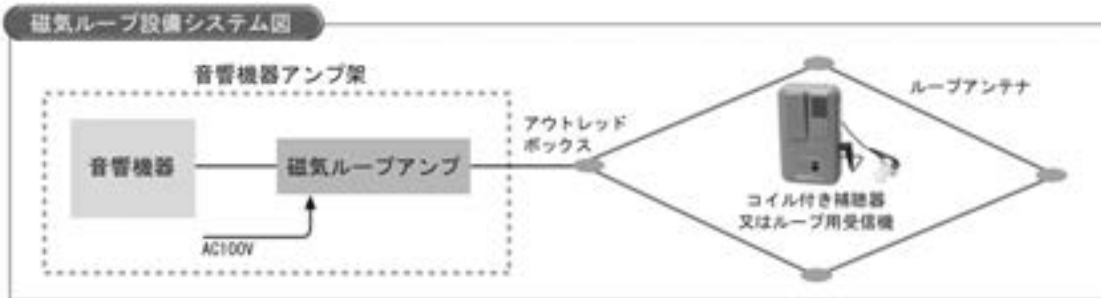 磁気ループ設備システム図
音響機器アンプ架
音響機器
磁気ループアンプ
AC100V
アウトレッド
ボックス
ループアンテナ
コイル付き補聴器
又はループ用受信機